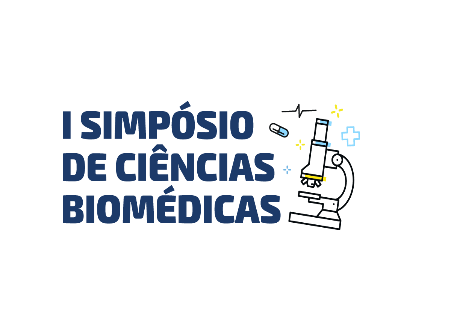 I SIMPÓSIO
DE CIÊNCIAS
BIOMÉDICAS